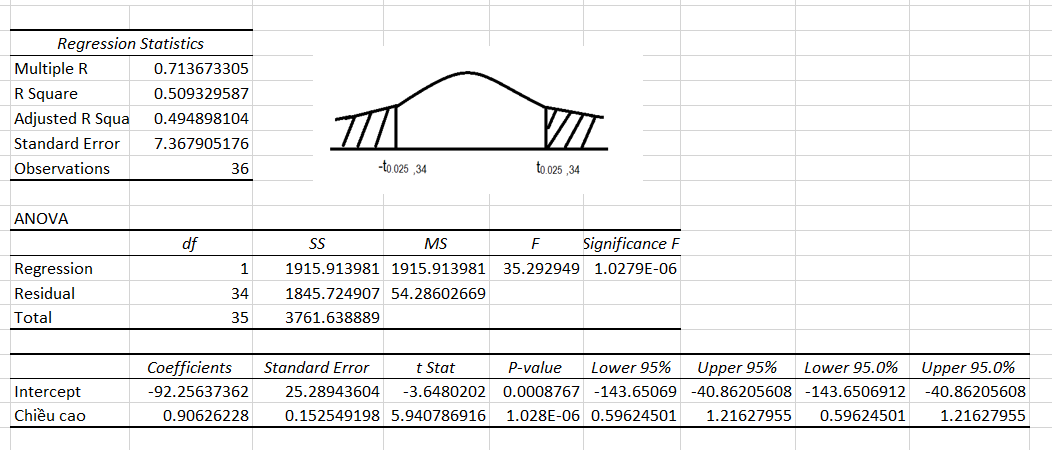 Regression Statistics
Multiple R 0.713673305
R Square 0.509329587
Adjusted R Squa 0.494898104
Standard Error 7.367905176
Observations 36
-t0.025 ,34 t0.025 ,34
ANOVA
df SS MS F Significance F
Regression 1 1915.913981 1915.913981 35.292949 1.0279E-06
Residual 34 1845.724907 54.28602669
Total 35 3761.638889
Coefficients Standard Error t Stat P-value Lower 95% Upper 95% Lower 95.0% Upper 95.0%
Intercept -92.25637362 25.28943604 -3.6480202 0.0008767 -143.65069 -40.86205608 -143.6506912 -40.86205608
Chiều cao 0.90626228 0.152549198 5.940786916 1.028E-06 0.59624501 1.21627955 0.59624501 1.21627955